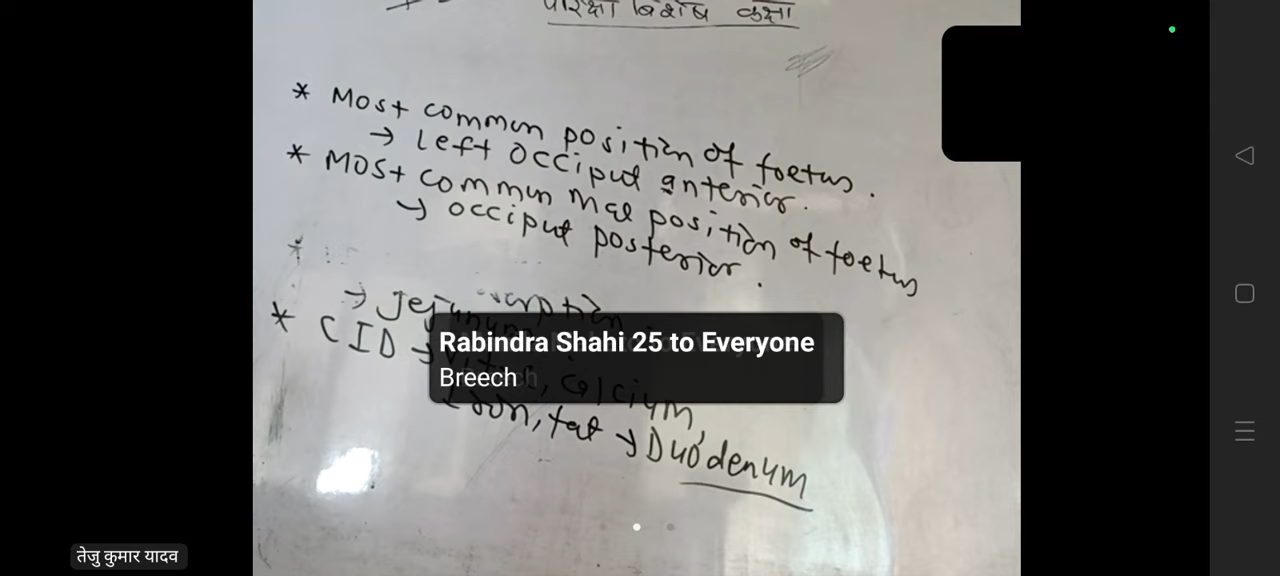 परिक्षा विशेष कक्षा
* Most common position of foetus.
→ Left occiput anterior.
* Most common mal position of foetus
→ occiput posterior.
*
→ Jejunum
* CID →
Rabindra Shahi 25 to Everyone
Breech
calcium,
Iron, fat → Duodenum
तेजु कुमार यादव